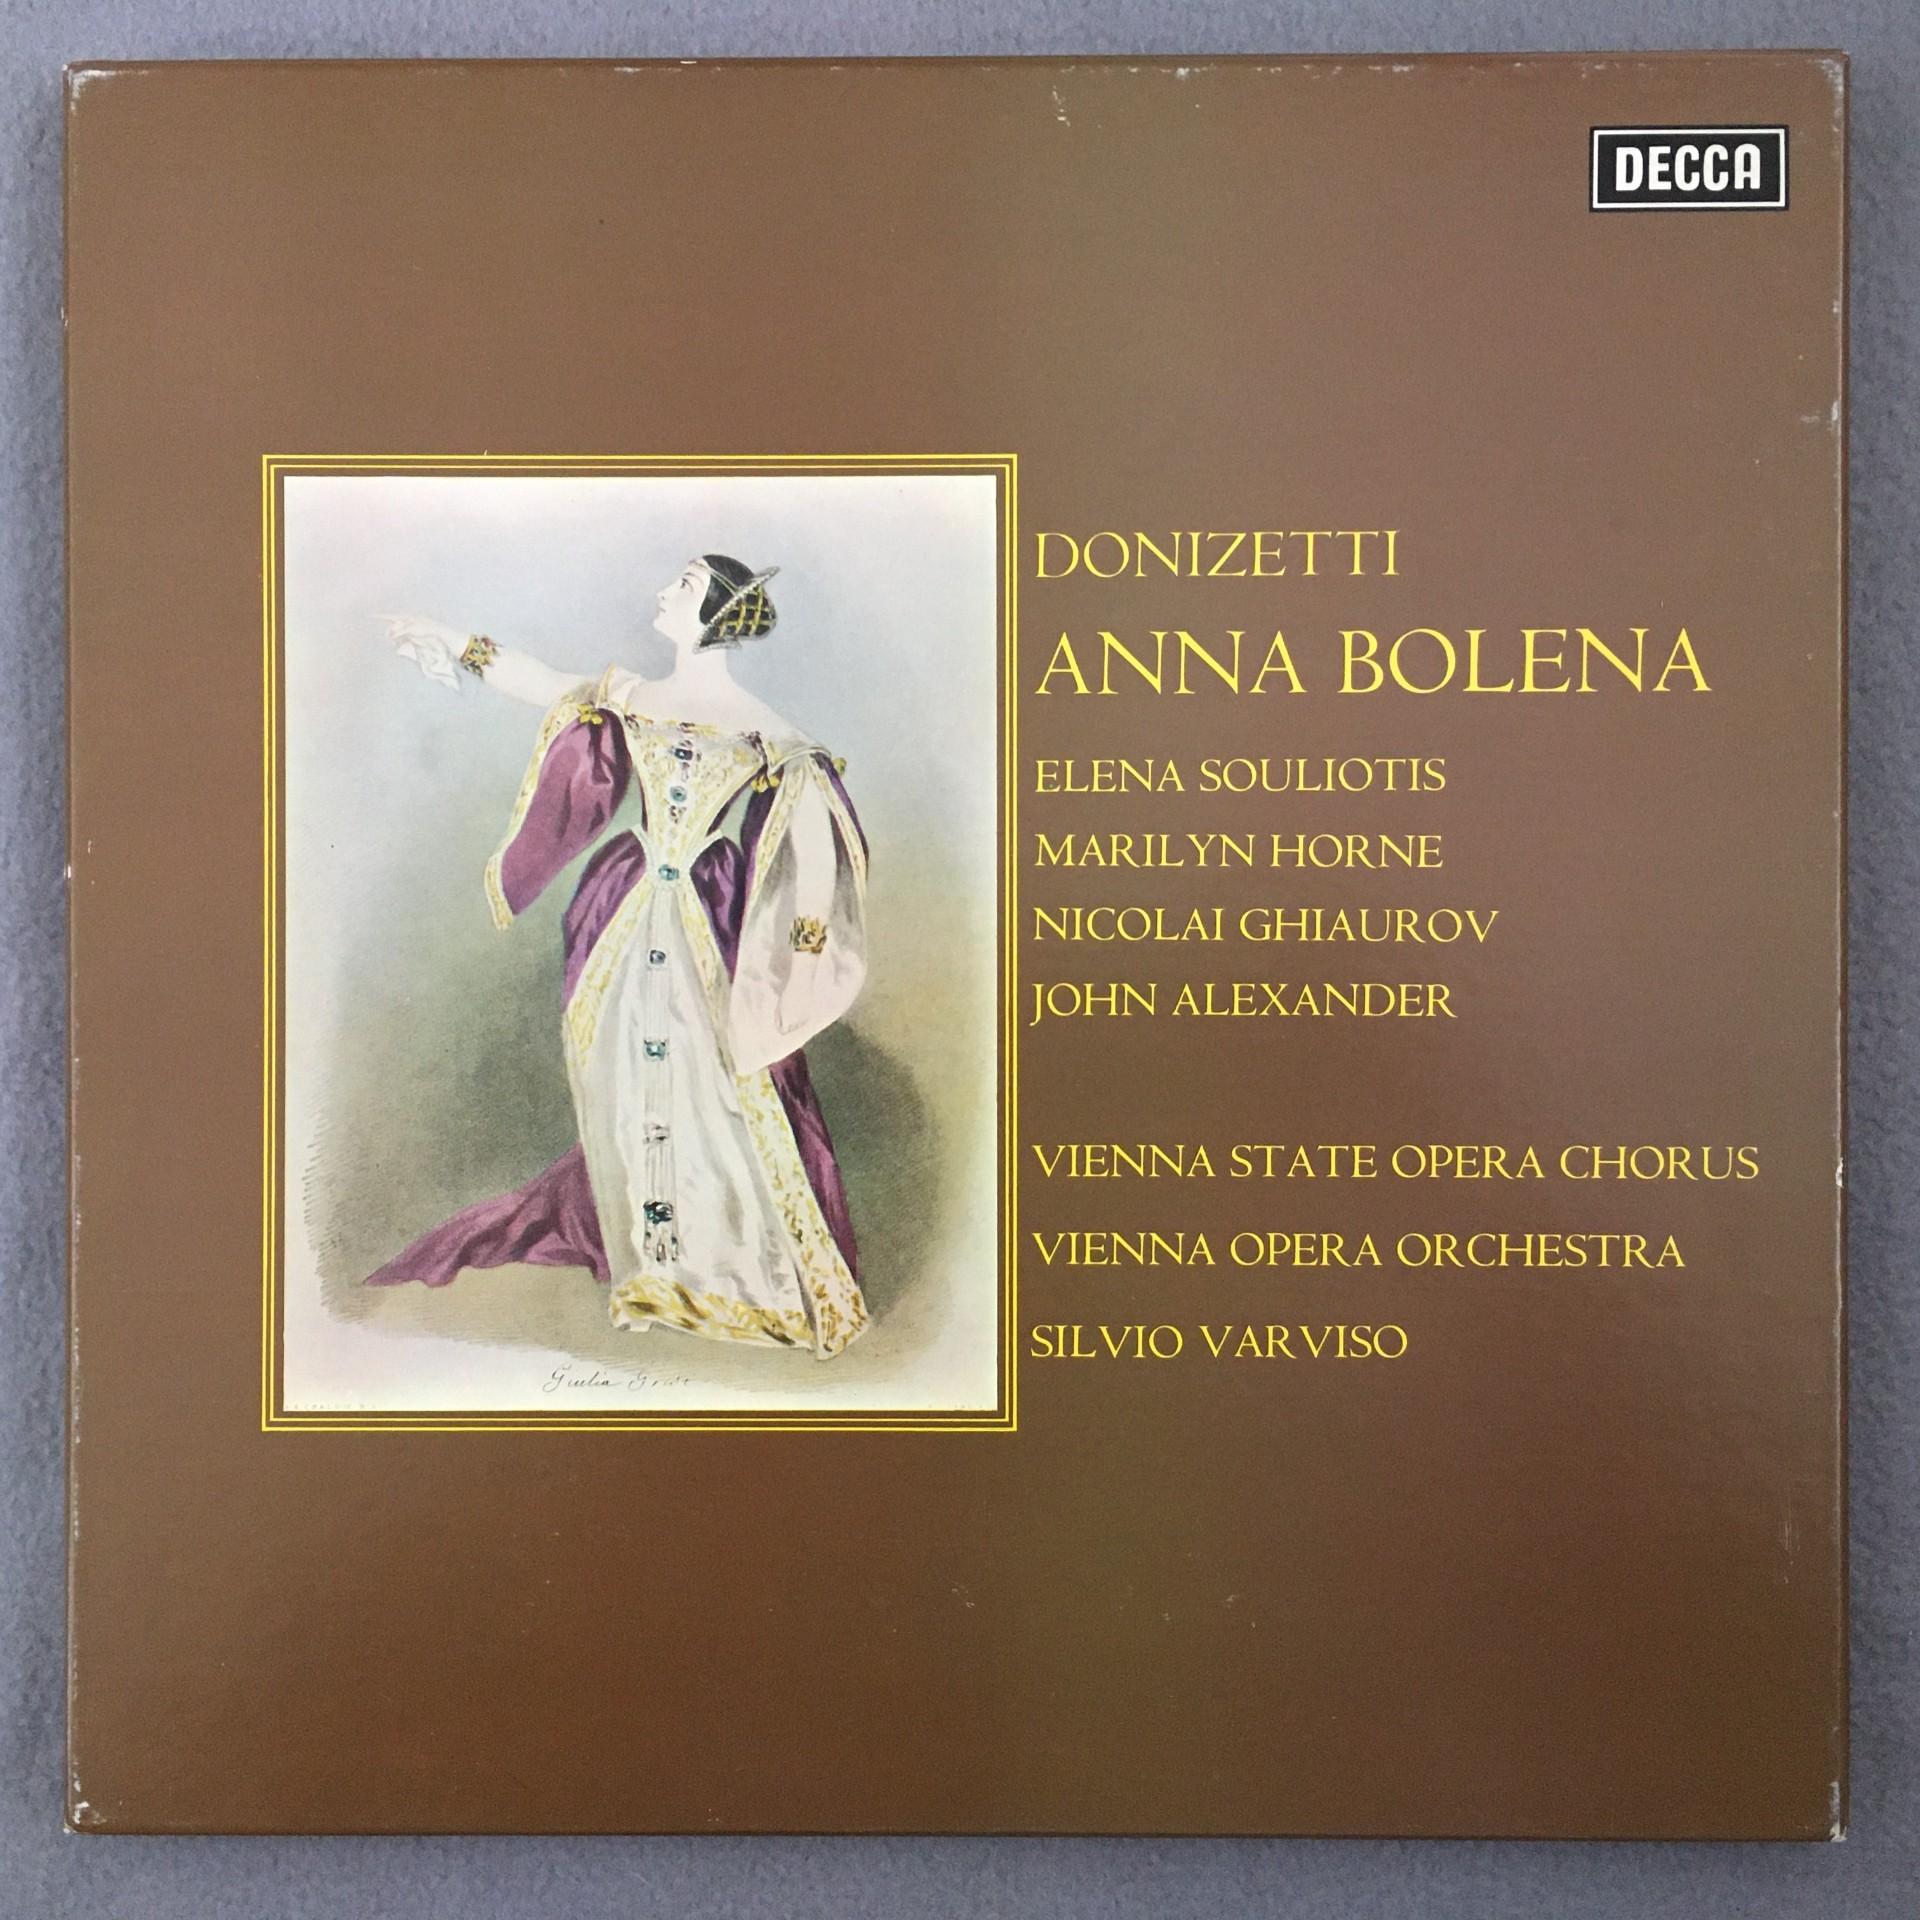 DECCA
DONIZETTI
ANNA BOLENA
ELENA SOULIOTIS
MARILYN HORNE
NICOLAI GHIAUROV
JOHN ALEXANDER
VIENNA STATE OPERA CHORUS
VIENNA OPERA ORCHESTRA
SILVIO VARVISO
Giulia